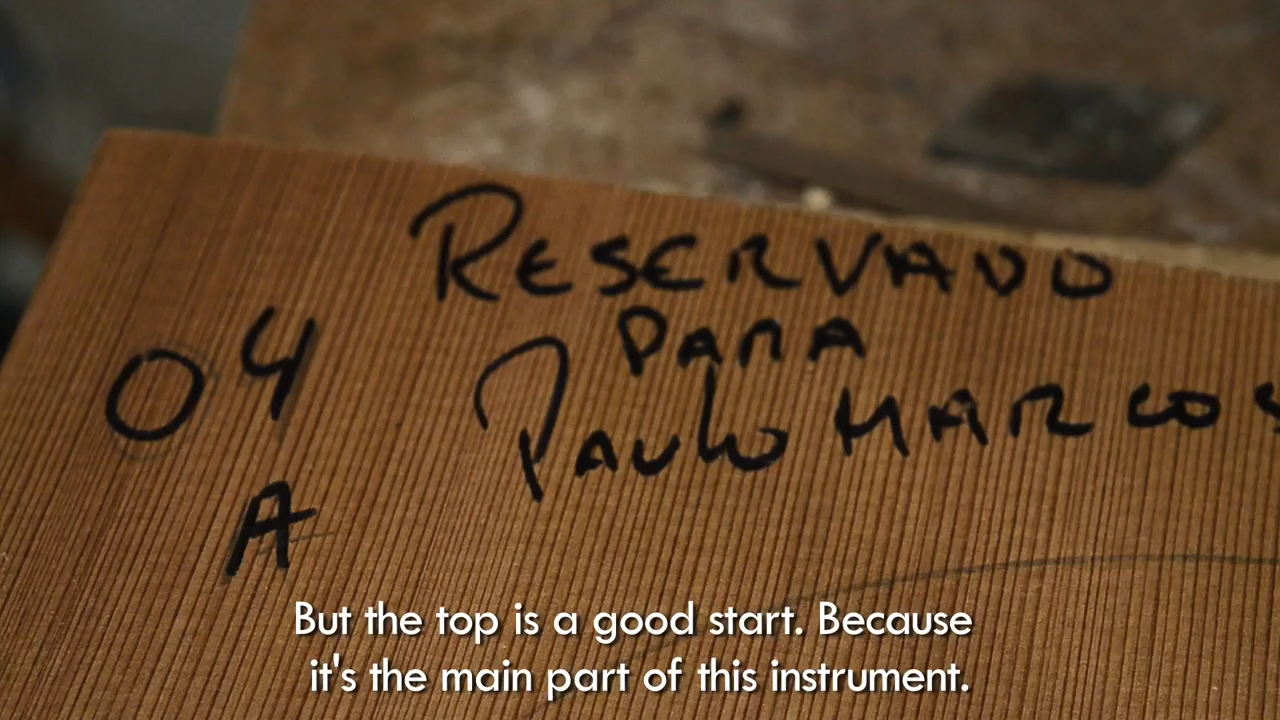 RESERVADO
PARA
PAULO MARCOS
04
A
But the top is a good start. Because
it's the main part of this instrument.